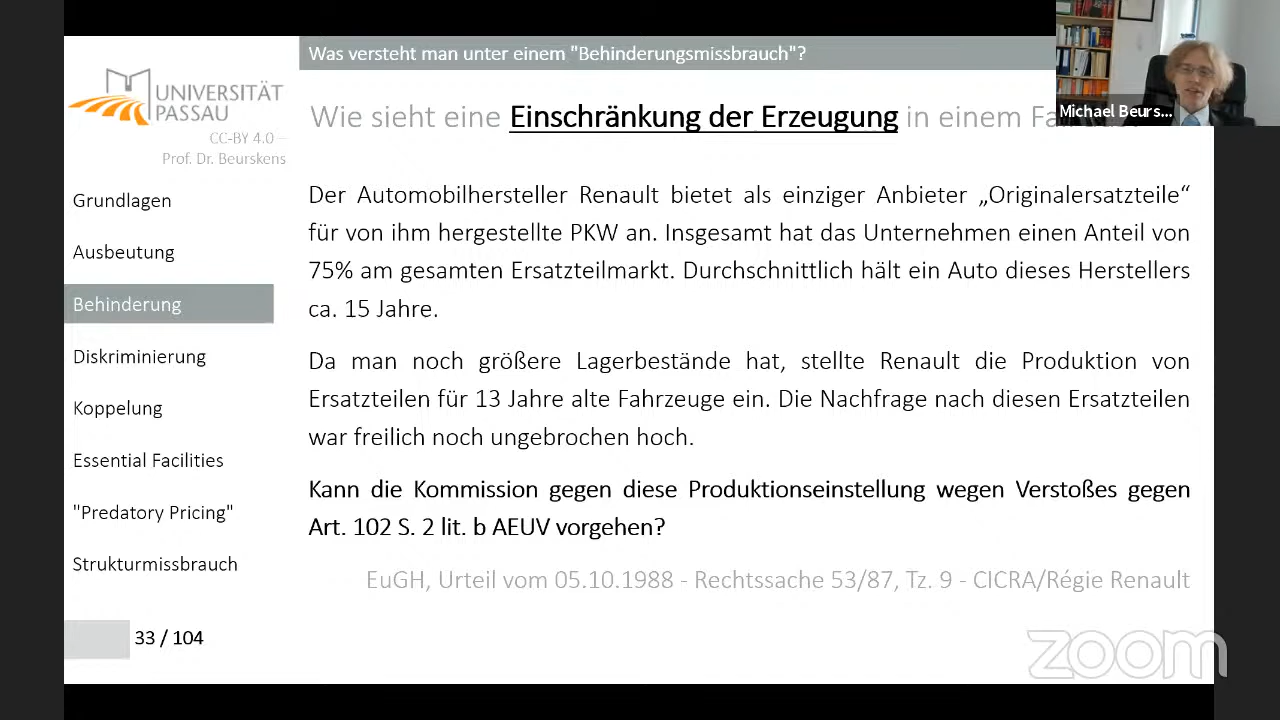 Was versteht man unter einem "Behinderungsmissbrauch"?
UNIVERSITÄT
PASSAU
CC-BY 4.0 –
Prof. Dr. Beurskens
Grundlagen
Ausbeutung
Behinderung
Diskriminierung
Koppelung
Essential Facilities
"Predatory Pricing"
Strukturmissbrauch
33 / 104
Wie sieht eine Einschränkung der Erzeugung in einem Fa
Der Automobilhersteller Renault bietet als einziger Anbieter „Originalersatzteile“
für von ihm hergestellte PKW an. Insgesamt hat das Unternehmen einen Anteil von
75% am gesamten Ersatzteilmarkt. Durchschnittlich hält ein Auto dieses Herstellers
ca. 15 Jahre.
Da man noch größere Lagerbestände hat, stellte Renault die Produktion von
Ersatzteilen für 13 Jahre alte Fahrzeuge ein. Die Nachfrage nach diesen Ersatzteilen
war freilich noch ungebrochen hoch.
Kann die Kommission gegen diese Produktionseinstellung wegen Verstoßes gegen
Art. 102 S. 2 lit. b AEUV vorgehen?
EuGH, Urteil vom 05.10.1988 - Rechtssache 53/87, Tz. 9 - CICRA/Régie Renault
Michael Beurs...
zoom